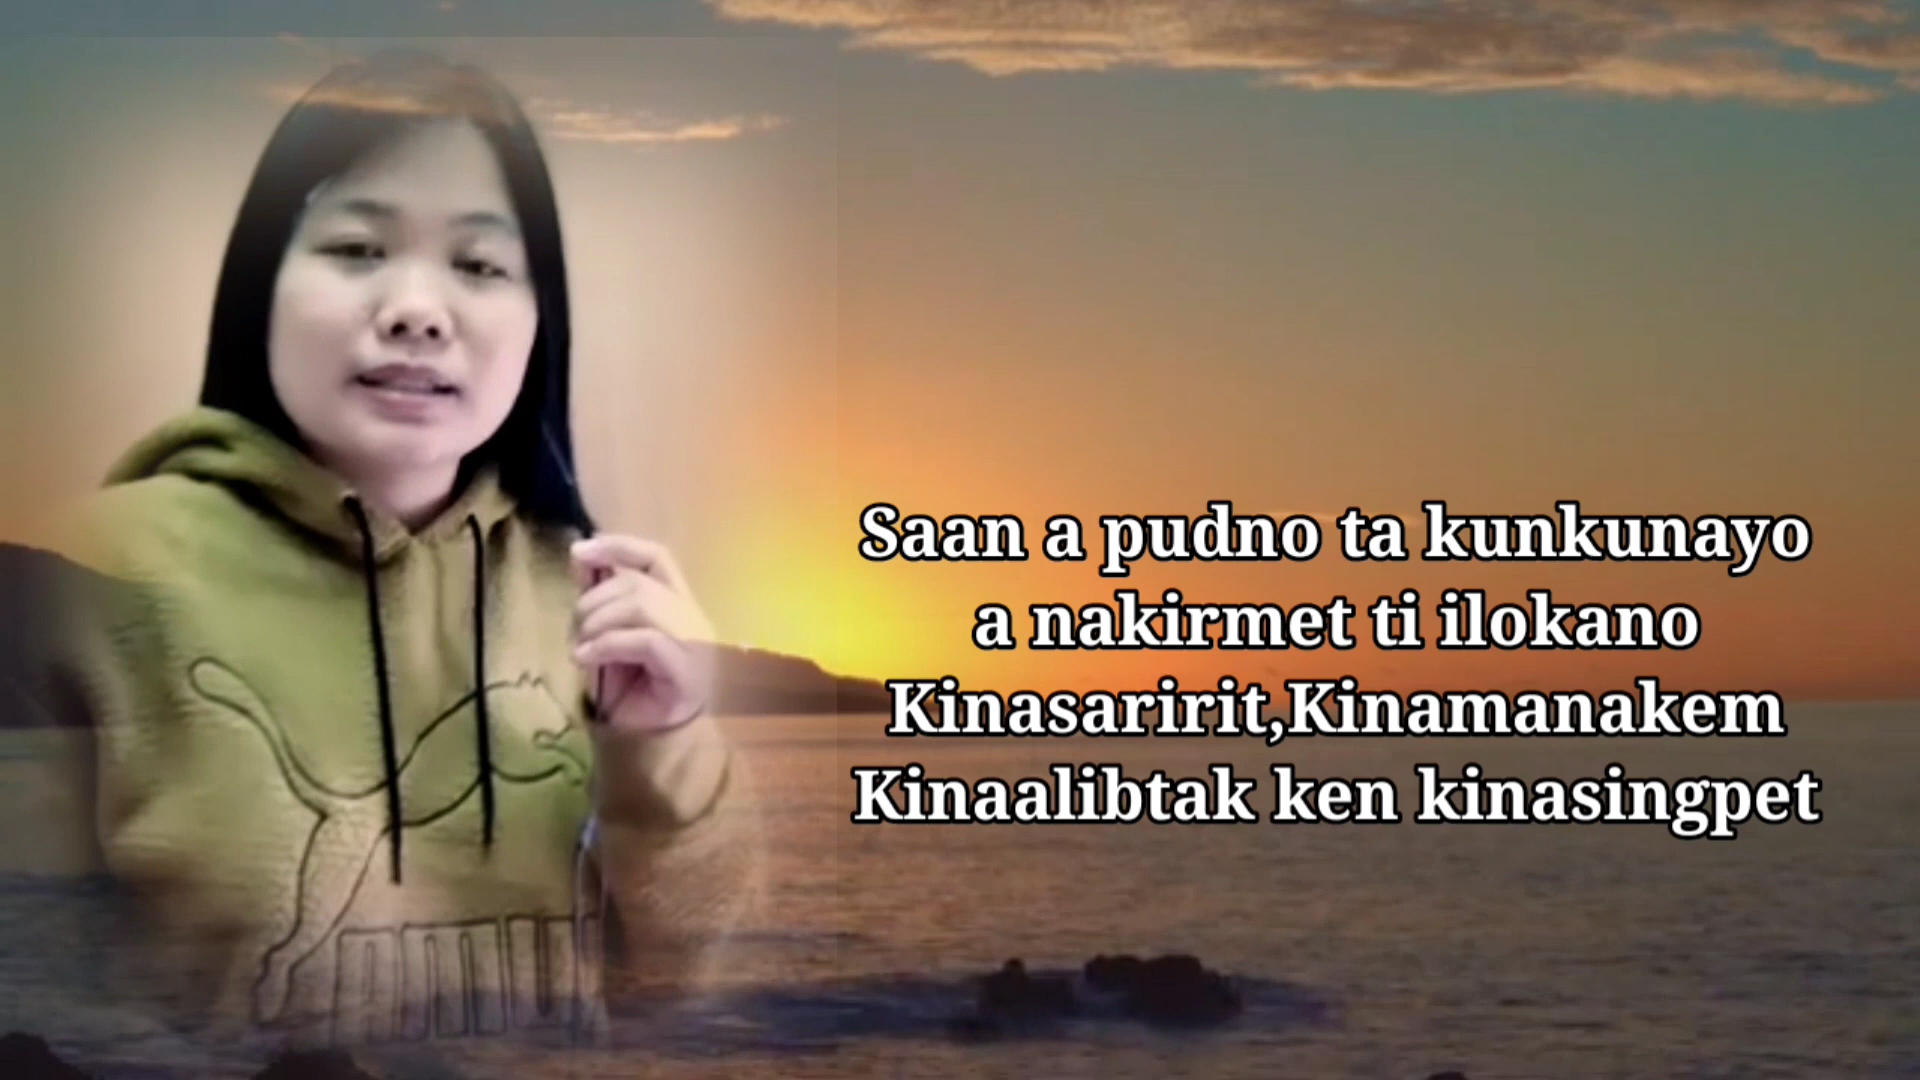 Saan a pudno ta kunkunayo
a nakirmet ti ilokano
Kinasaririt,Kinamanakem
Kinaalibtak ken kinasingpet